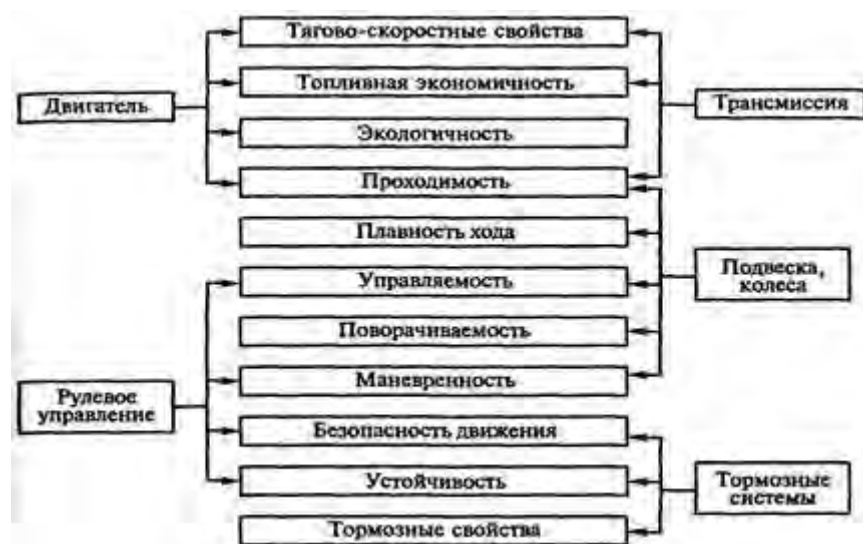 Тягово-скоростные свойства
Топливная экономичность
Двигатель
Трансмиссия
Экологичность
Проходимость
Плавность хода
Управляемость
Подвеска,
колеса
Поворачиваемость
Маневренность
Рулевое
управление
Безопасность движения
Устойчивость
Тормозные
системы
Тормозные свойства